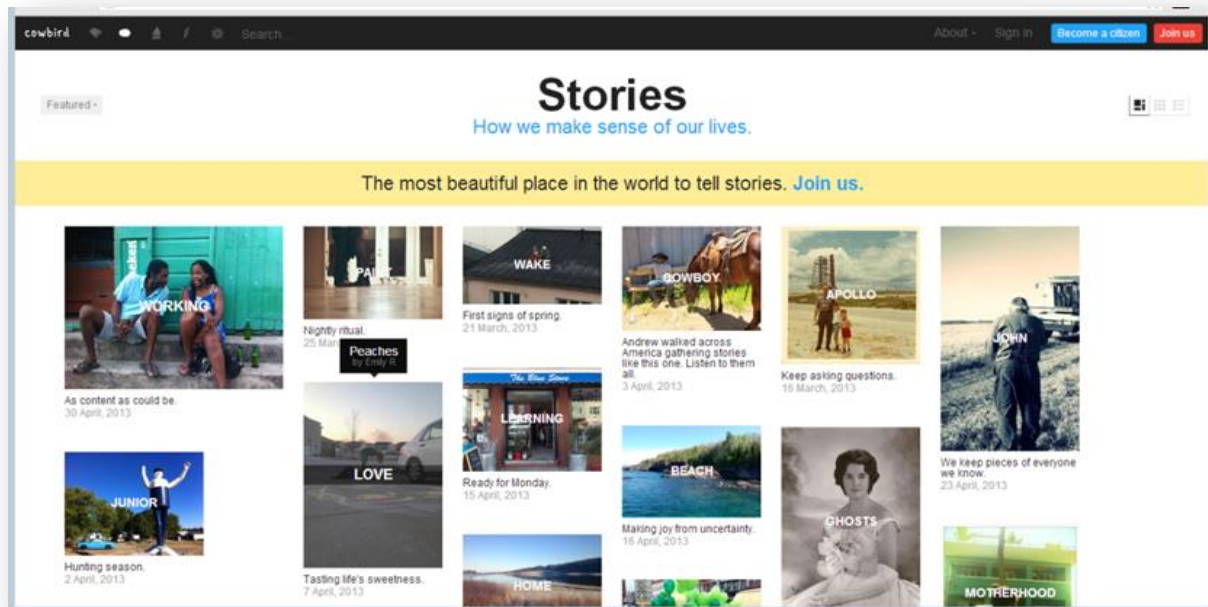 cowbird
Search...
About
Sign in
Become a citizen
Join us
Featured
Stories
How we make sense of our lives.
The most beautiful place in the world to tell stories. Join us.
WORKING
As content as could be.
30 April, 2013
JUNIOR
Hunting season.
2 April, 2013
PAINT
Nightly ritual.
25 Mar
Peaches
by Emily R
LOVE
Tasting life's sweetness.
7 April, 2013
WAKE
First signs of spring.
21 March, 2013
The Blue Store
LEARNING
Ready for Monday.
15 April, 2013
HOME
COWBOY
Andrew walked across
America gathering stories
like this one. Listen to them
all.
3 April, 2013
BEACH
Making joy from uncertainty.
16 April, 2013
APOLLO
Keep asking questions.
16 March, 2013
GHOSTS
JOHN
We keep pieces of everyone
we know.
23 April, 2013
MOTHERHOOD